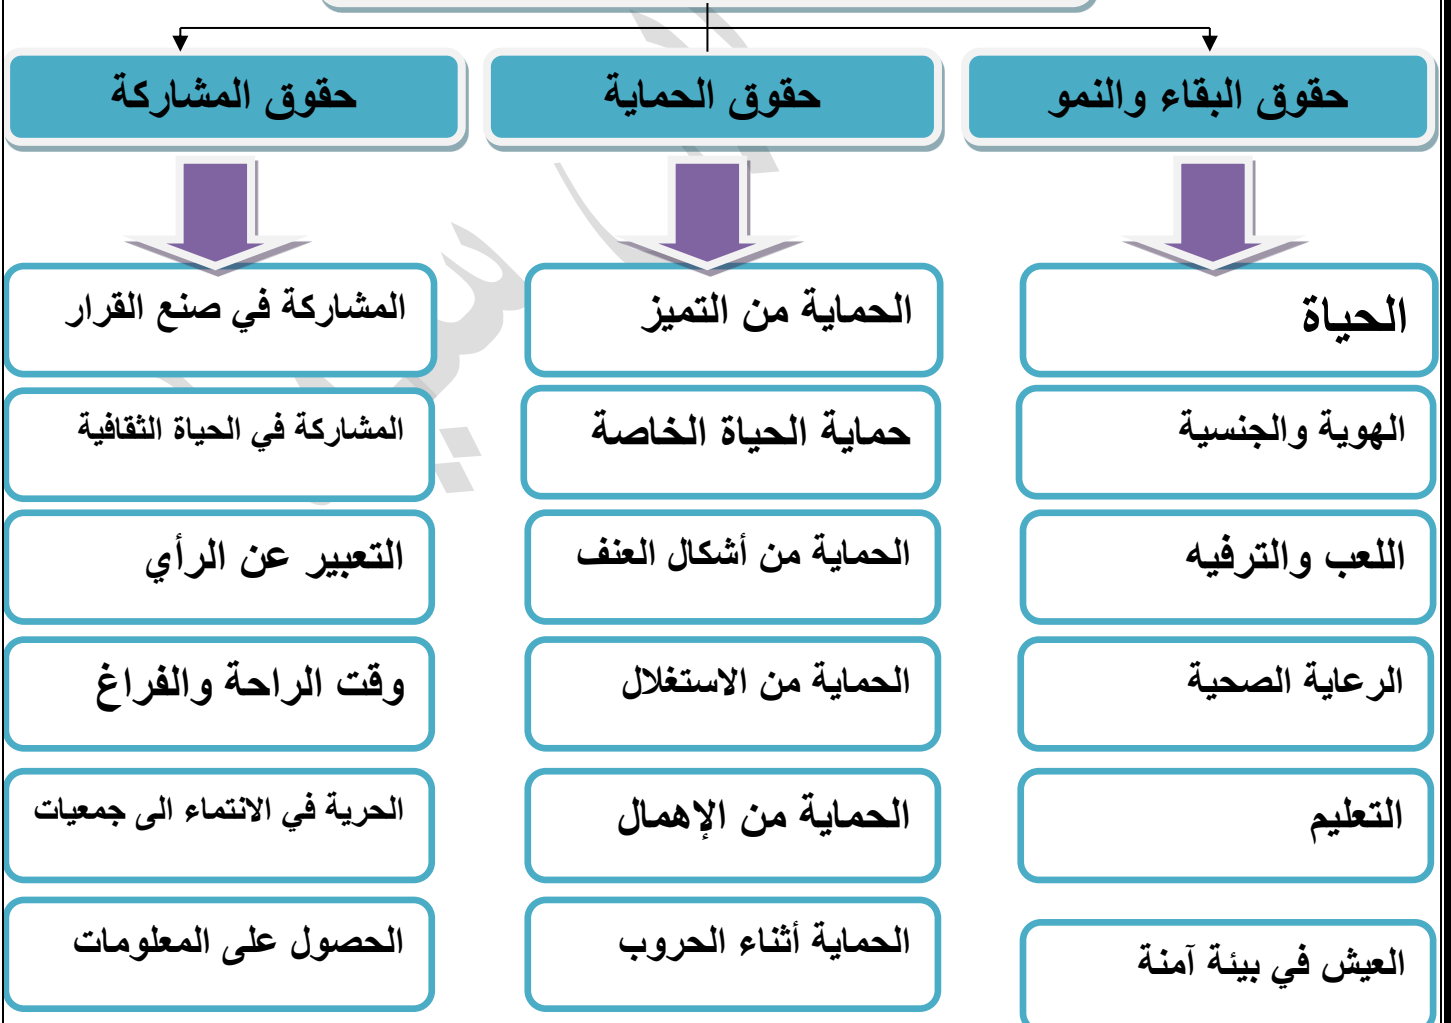 حقوق البقاء والنمو
حقوق الحماية
حقوق المشاركة
الحياة
الهوية والجنسية
اللعب والترفيه
الرعاية الصحية
التعليم
العيش في بيئة آمنة
الحماية من التميز
حماية الحياة الخاصة
الحماية من أشكال العنف
الحماية من الاستغلال
الحماية من الإهمال
الحماية أثناء الحروب
المشاركة في صنع القرار
المشاركة في الحياة الثقافية
التعبير عن الرأي
وقت الراحة والفراغ
الحرية في الانتماء الى جمعيات
الحصول على المعلومات